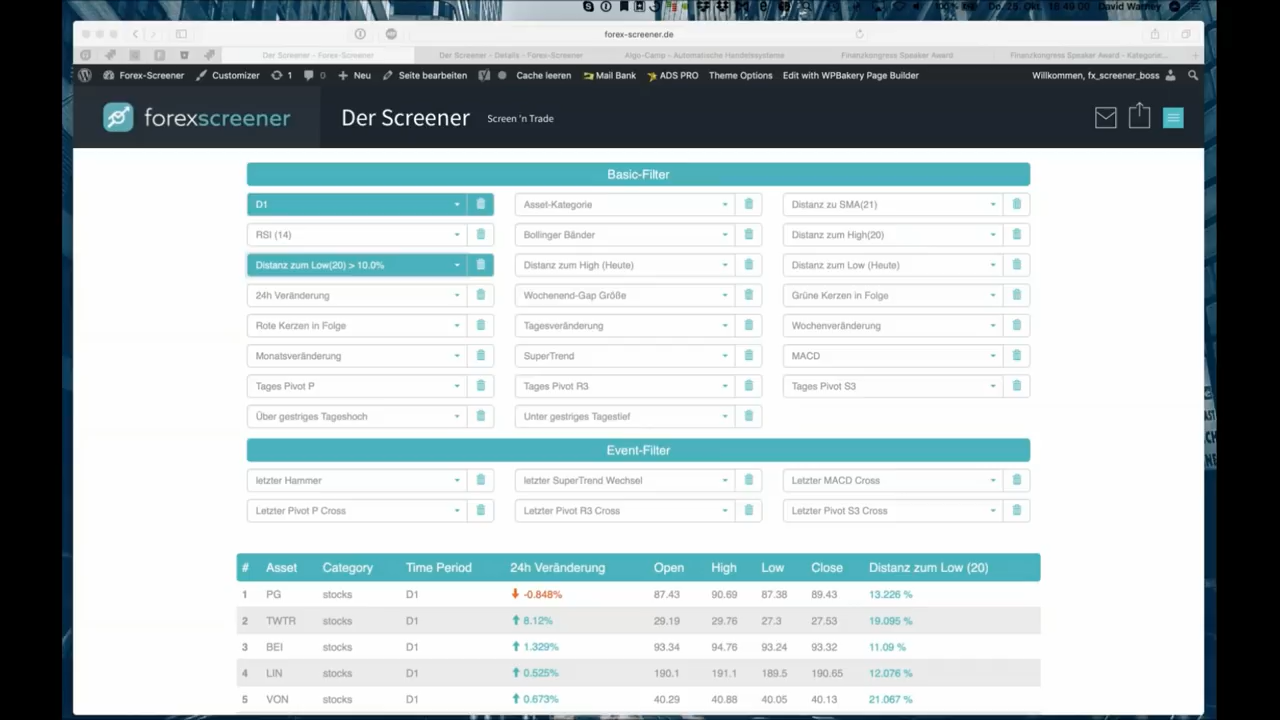 100%
Do. 25. Okt. 18:49:00
David Warney
forex-screener.de
Der Screener - Forex-Screener
Der Screener - Details - Forex-Screener
Algo-Camp - Automatische Handelssysteme
Finanzkongress Speaker Award
Finanzkongress Speaker Award - Kategorie...
Forex-Screener
Customizer
1
0
Neu
Seite bearbeiten
Cache leeren
Mail Bank
ADS PRO
Theme Options
Edit with WPBakery Page Builder
Willkommen, fx_screener_boss
forexscreener
Der Screener
Screen 'n Trade
Basic-Filter
D1
Asset-Kategorie
Distanz zu SMA(21)
RSI (14)
Bollinger Bänder
Distanz zum High(20)
Distanz zum Low(20) > 10.0%
Distanz zum High (Heute)
Distanz zum Low (Heute)
24h Veränderung
Wochenend-Gap Größe
Grüne Kerzen in Folge
Rote Kerzen in Folge
Tagesveränderung
Wochenveränderung
Monatsveränderung
SuperTrend
MACD
Tages Pivot P
Tages Pivot R3
Tages Pivot S3
Über gestriges Tageshoch
Unter gestriges Tagestief
Event-Filter
letzter Hammer
letzter SuperTrend Wechsel
Letzter MACD Cross
Letzter Pivot P Cross
Letzter Pivot R3 Cross
Letzter Pivot S3 Cross
# Asset Category Time Period 24h Veränderung Open High Low Close Distanz zum Low (20)
1 PG stocks D1 -0.848% 87.43 90.69 87.38 89.43 13.226 %
2 TWTR stocks D1 8.12% 29.19 29.76 27.3 27.53 19.095 %
3 BEI stocks D1 1.329% 93.34 94.76 93.24 93.32 11.09 %
4 LIN stocks D1 0.525% 190.1 191.1 189.5 190.65 12.076 %
5 VON stocks D1 0.673% 40.29 40.88 40.05 40.13 21.067 %